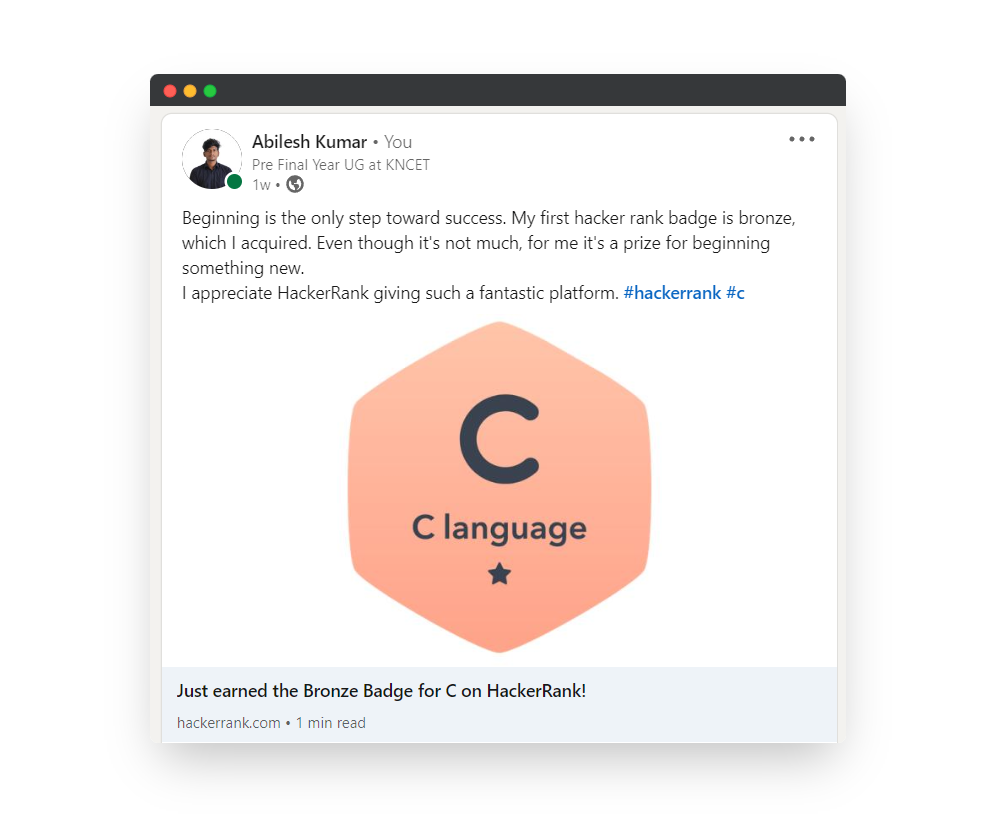 Abilesh Kumar • You
Pre Final Year UG at KNCET
1w •
Beginning is the only step toward success. My first hacker rank badge is bronze,
which I acquired. Even though it's not much, for me it's a prize for beginning
something new.
I appreciate HackerRank giving such a fantastic platform. #hackerrank #c
C
C language
Just earned the Bronze Badge for C on HackerRank!
hackerrank.com • 1 min read